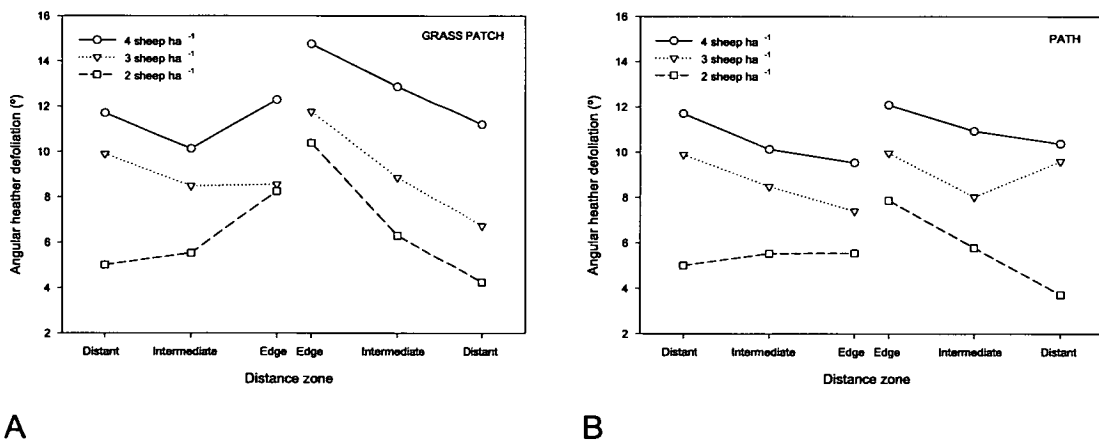 16
14
12
10
8
6
4
2
Angular heather defoliation (°)
GRASS PATCH
4 sheep ha -1
3 sheep ha -1
2 sheep ha -1
Distant Intermediate Edge Edge Intermediate Distant
Distance zone
A
16
14
12
10
8
6
4
2
Angular heather defoliation (°)
PATH
4 sheep ha -1
3 sheep ha -1
2 sheep ha -1
Distant Intermediate Edge Edge Intermediate Distant
Distance zone
B